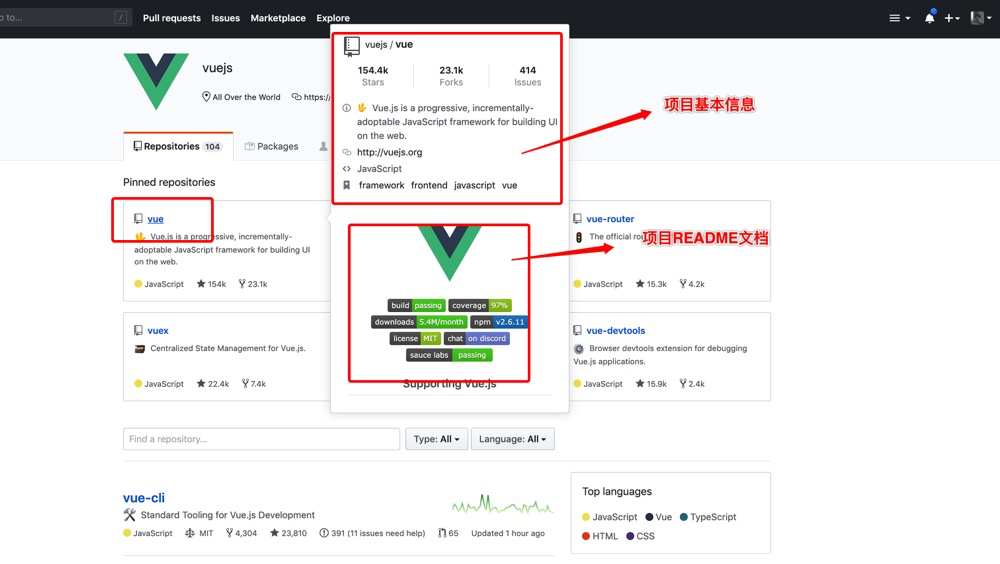 p to... /
Pull requests Issues Marketplace Explore
vuejs
All Over the World https:/
Repositories 104 Packages
Pinned repositories
vue
Vue.js is a progressive, incrementally-
adoptable JavaScript framework for building UI
on the web.
JavaScript 154k 23.1k
vuejs / vue
154.4k 23.1k 414
Stars Forks Issues
Vue.js is a progressive, incrementally-
adoptable JavaScript framework for building UI
on the web.
http://vuejs.org
JavaScript
framework frontend javascript vue
项目基本信息
build passing coverage 97%
downloads 5.4M/month npm v2.6.11
license MIT chat on discord
sauce labs passing
Supporting Vue.js
项目README文档
vue-router
The official rou
JavaScript 15.3k 4.2k
vuex
Centralized State Management for Vue.js.
JavaScript 22.4k 7.4k
vue-devtools
Browser devtools extension for debugging
Vue.js applications.
JavaScript 15.9k 2.4k
Find a repository... Type: All Language: All
vue-cli
Standard Tooling for Vue.js Development
JavaScript MIT 4,304 23,810 391 (11 issues need help) 65 Updated 1 hour ago
Top languages
JavaScript Vue TypeScript
HTML CSS